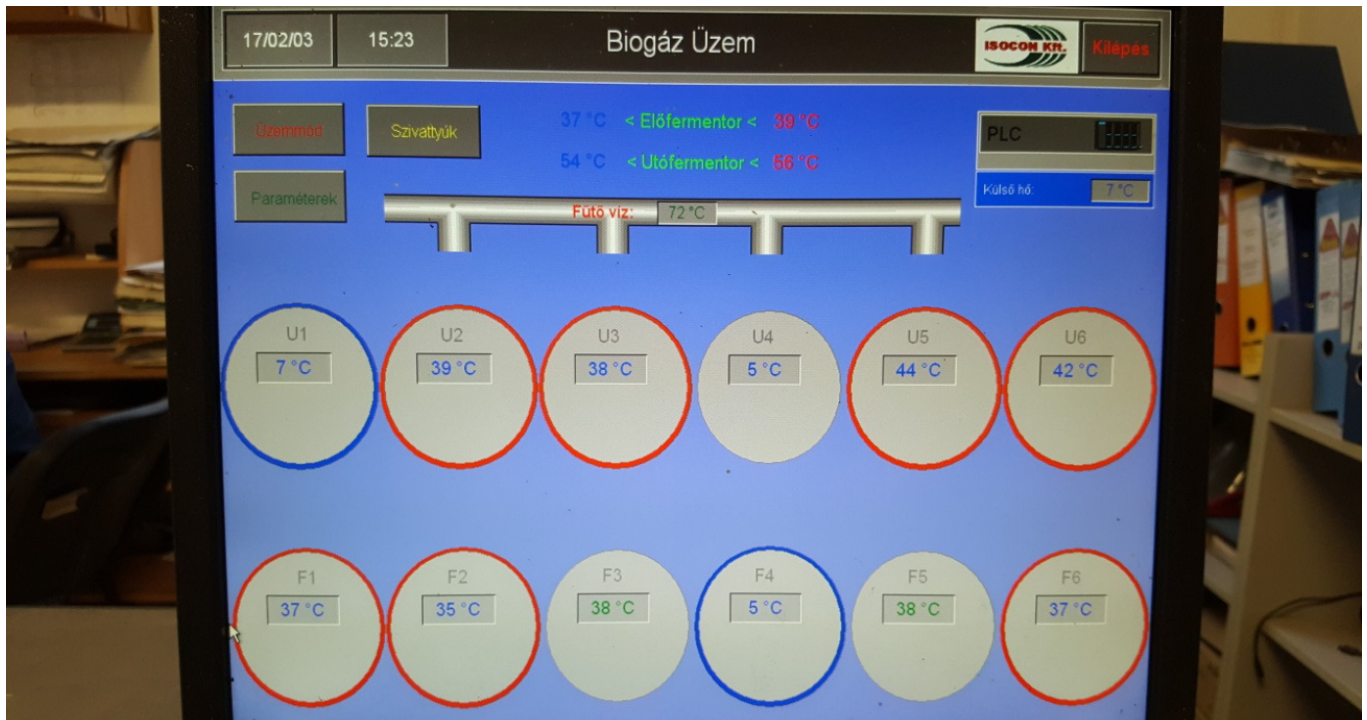 17/02/03 15:23 Biogáz Üzem ISOCON Kft. Kilépés
Üzemmód Szivattyúk 37 °C < Előfermentor < 39 °C PLC
54 °C < Utófermentor < 56 °C
Paraméterek Fűtő víz: 72 °C Külső hő: 7 °C
U1 U2 U3 U4 U5 U6
7 °C 39 °C 38 °C 5 °C 44 °C 42 °C
F1 F2 F3 F4 F5 F6
37 °C 35 °C 38 °C 5 °C 38 °C 37 °C